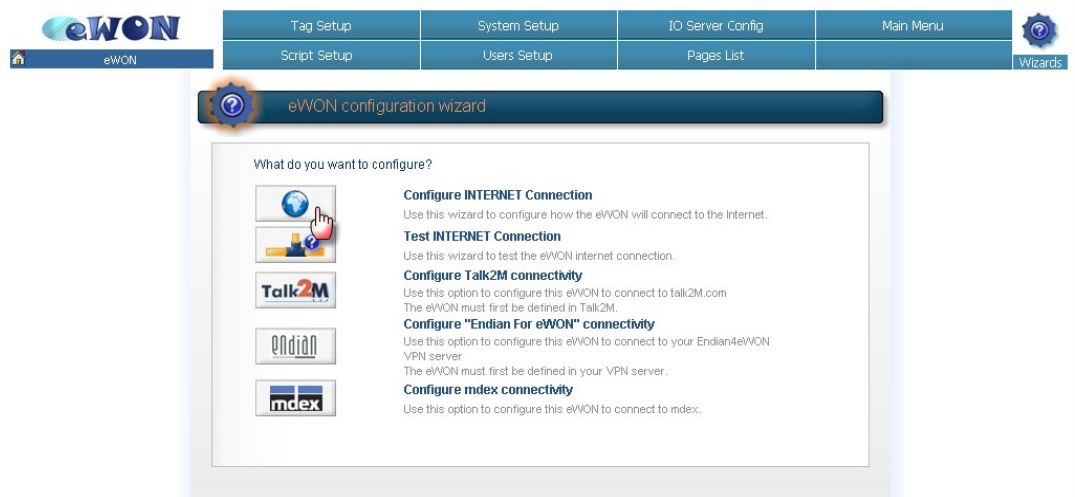 eWON
Tag Setup
System Setup
IO Server Config
Main Menu
eWON
Script Setup
Users Setup
Pages List
Wizards
eWON configuration wizard
What do you want to configure?
Configure INTERNET Connection
Use this wizard to configure how the eWON will connect to the Internet.
Test INTERNET Connection
Use this wizard to test the eWON internet connection.
Talk2M
Configure Talk2M connectivity
Use this option to configure this eWON to connect to talk2M.com
The eWON must first be defined in Talk2M.
endian
Configure "Endian For eWON" connectivity
Use this option to configure this eWON to connect to your Endian4eWON
VPN server
The eWON must first be defined in your VPN server.
mdex
Configure mdex connectivity
Use this option to configure this eWON to connect to mdex.